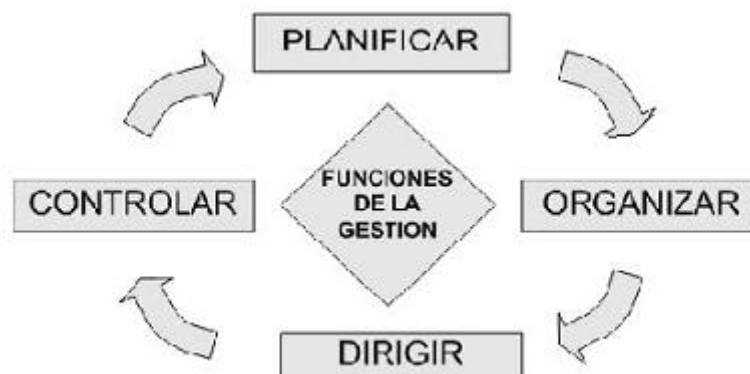 PLANIFICAR
CONTROLAR
FUNCIONES
DE LA
GESTION
ORGANIZAR
DIRIGIR